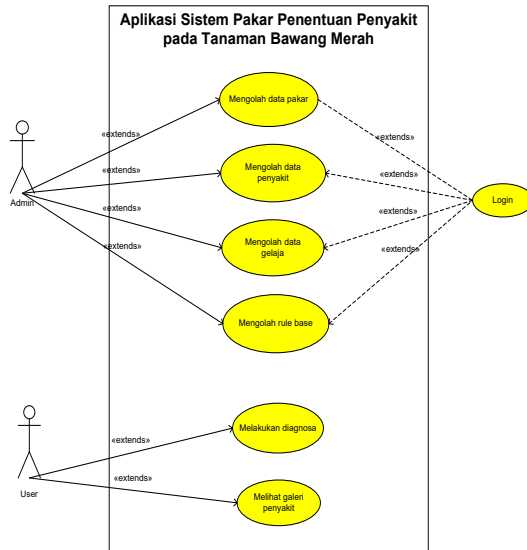 Aplikasi Sistem Pakar Penentuan Penyakit
pada Tanaman Bawang Merah
Mengolah data pakar
«extends»
«extends»
Admin
«extends»
Mengolah data
penyakit
«extends»
Login
«extends»
Mengolah data
gelaja
«extends»
«extends»
Mengolah rule base
«extends»
User
«extends»
Melakukan diagnosa
«extends»
Melihat galeri
penyakit